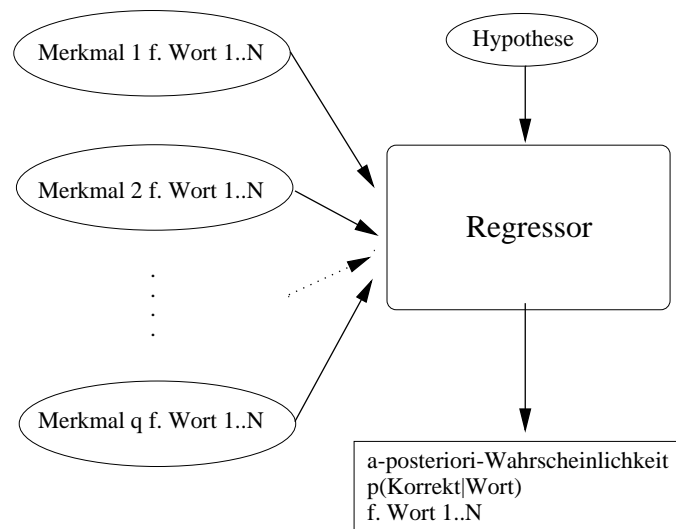 Merkmal 1 f. Wort 1..N
Hypothese
Merkmal 2 f. Wort 1..N
Regressor
Merkmal q f. Wort 1..N
a-posteriori-Wahrscheinlichkeit
p(Korrekt|Wort)
f. Wort 1..N